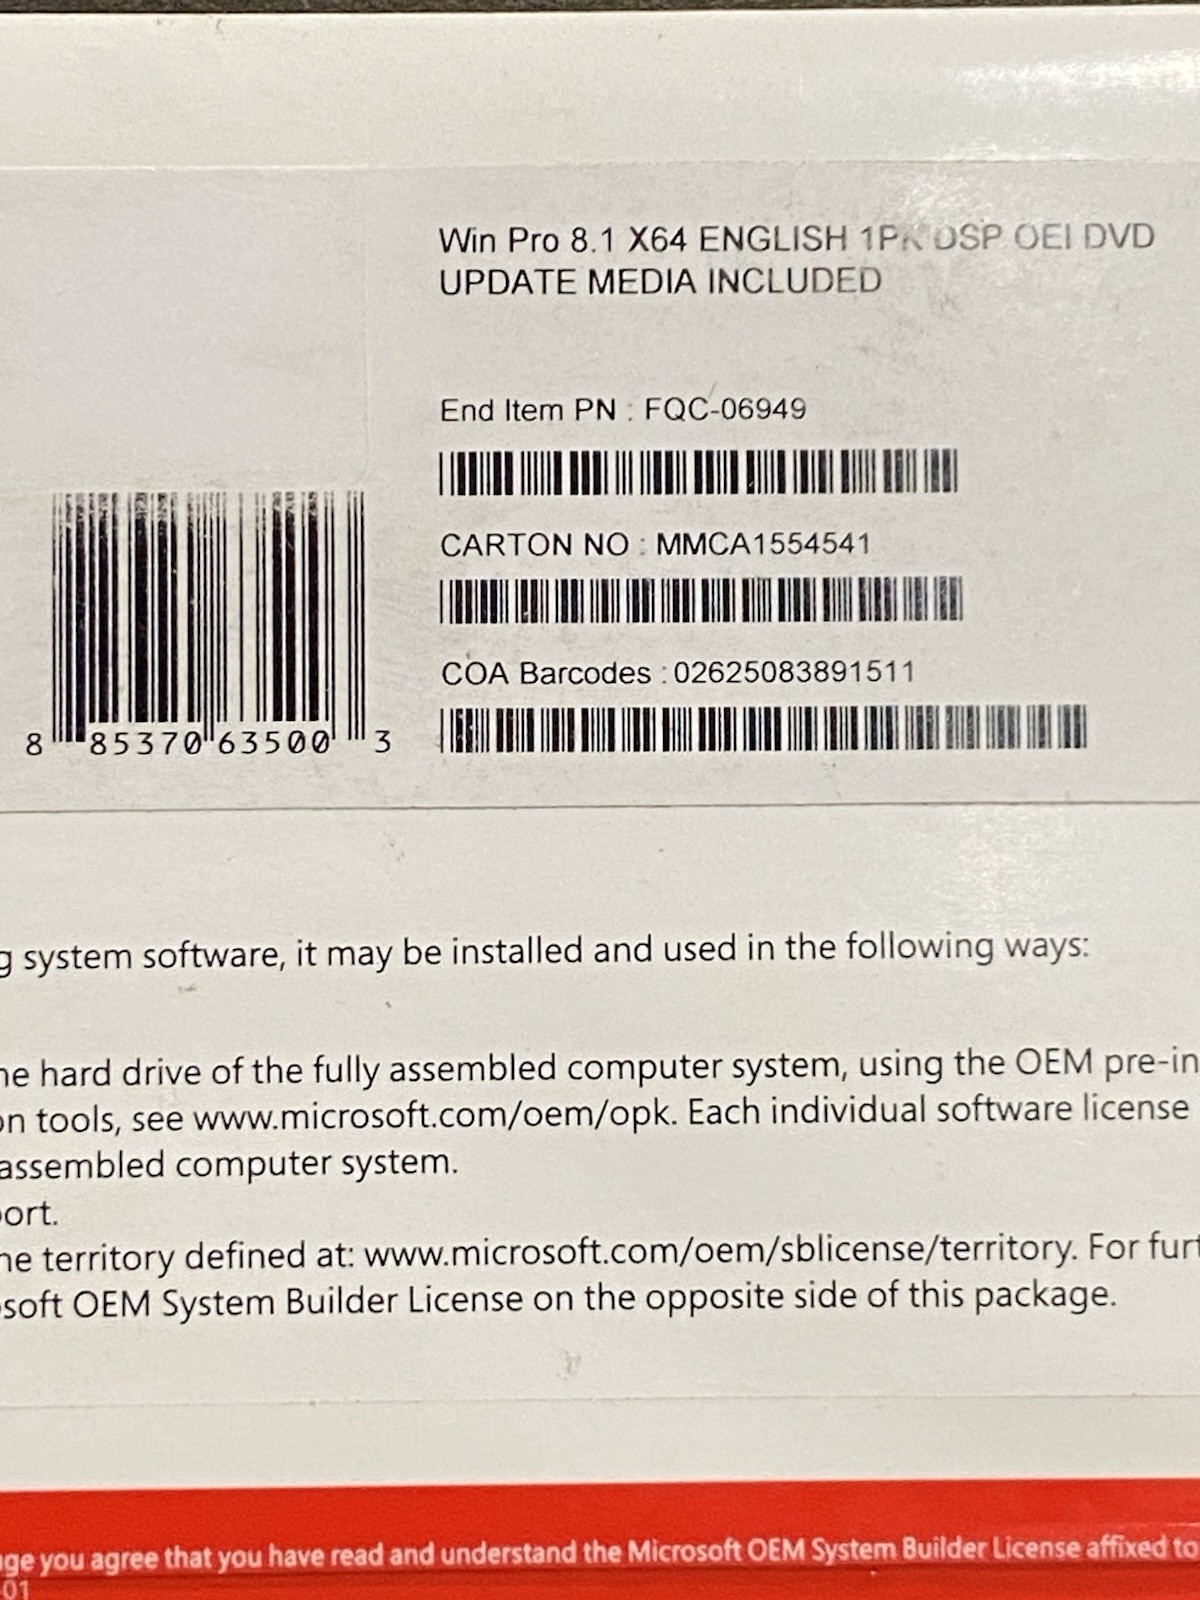 Win Pro 8.1 X64 ENGLISH 1PK DSP OEI DVD
UPDATE MEDIA INCLUDED
End Item PN : FQC-06949
CARTON NO : MMCA1554541
COA Barcodes : 02625083891511
8 85370 63500 3
g system software, it may be installed and used in the following ways:
he hard drive of the fully assembled computer system, using the OEM pre-in
on tools, see www.microsoft.com/oem/opk. Each individual software license
assembled computer system.
port.
he territory defined at: www.microsoft.com/oem/sblicense/territory. For furt
osoft OEM System Builder License on the opposite side of this package.
age you agree that you have read and understand the Microsoft OEM System Builder License affixed to
-01